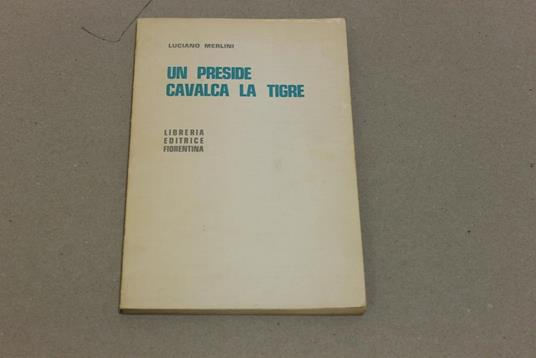 LUCIANO MERLINI
UN PRESIDE
CAVALCA LA TIGRE
LIBRERIA
EDITRICE
FIORENTINA